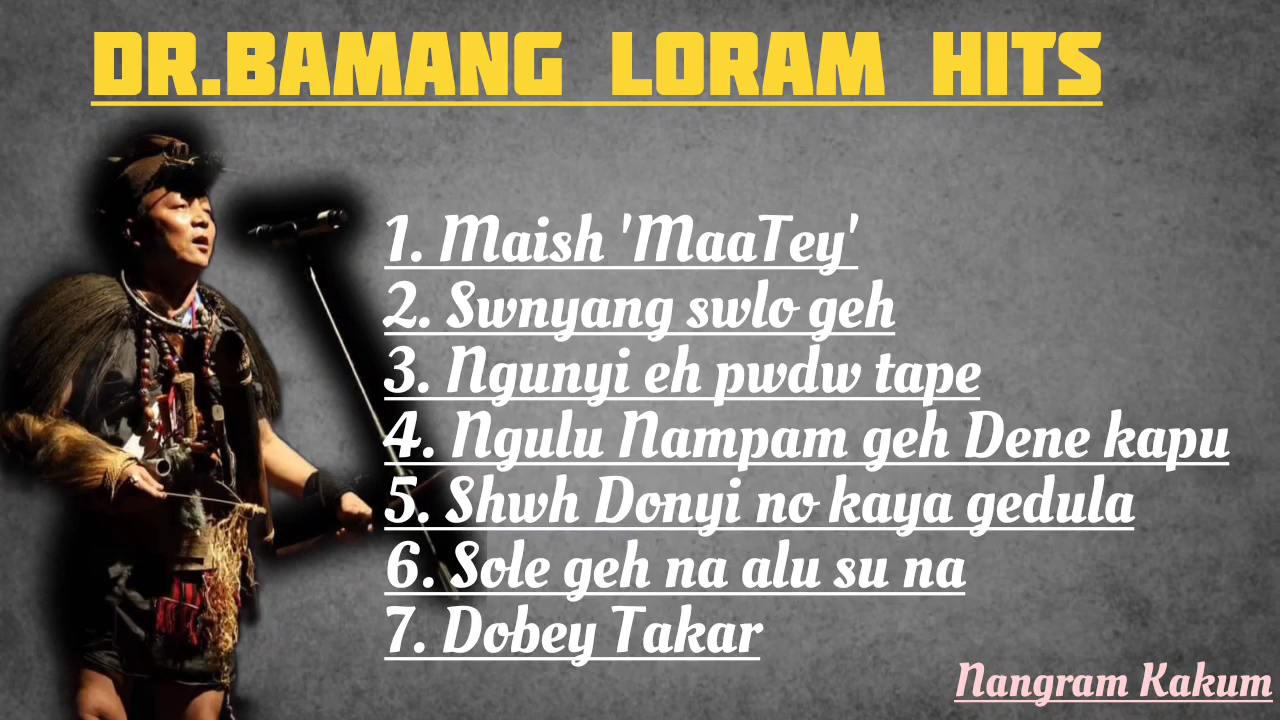 DR.BAMANG LORAM HITS
1. Maish 'MaaTey'
2. Swnyang swlo geh
3. Ngunyi eh pwdw tape
4. Ngulu Nampam geh Dene kapu
5. Shwh Donyi no kaya gedula
6. Sole geh na alu su na
7. Dobey Takar
Nangram Kakum